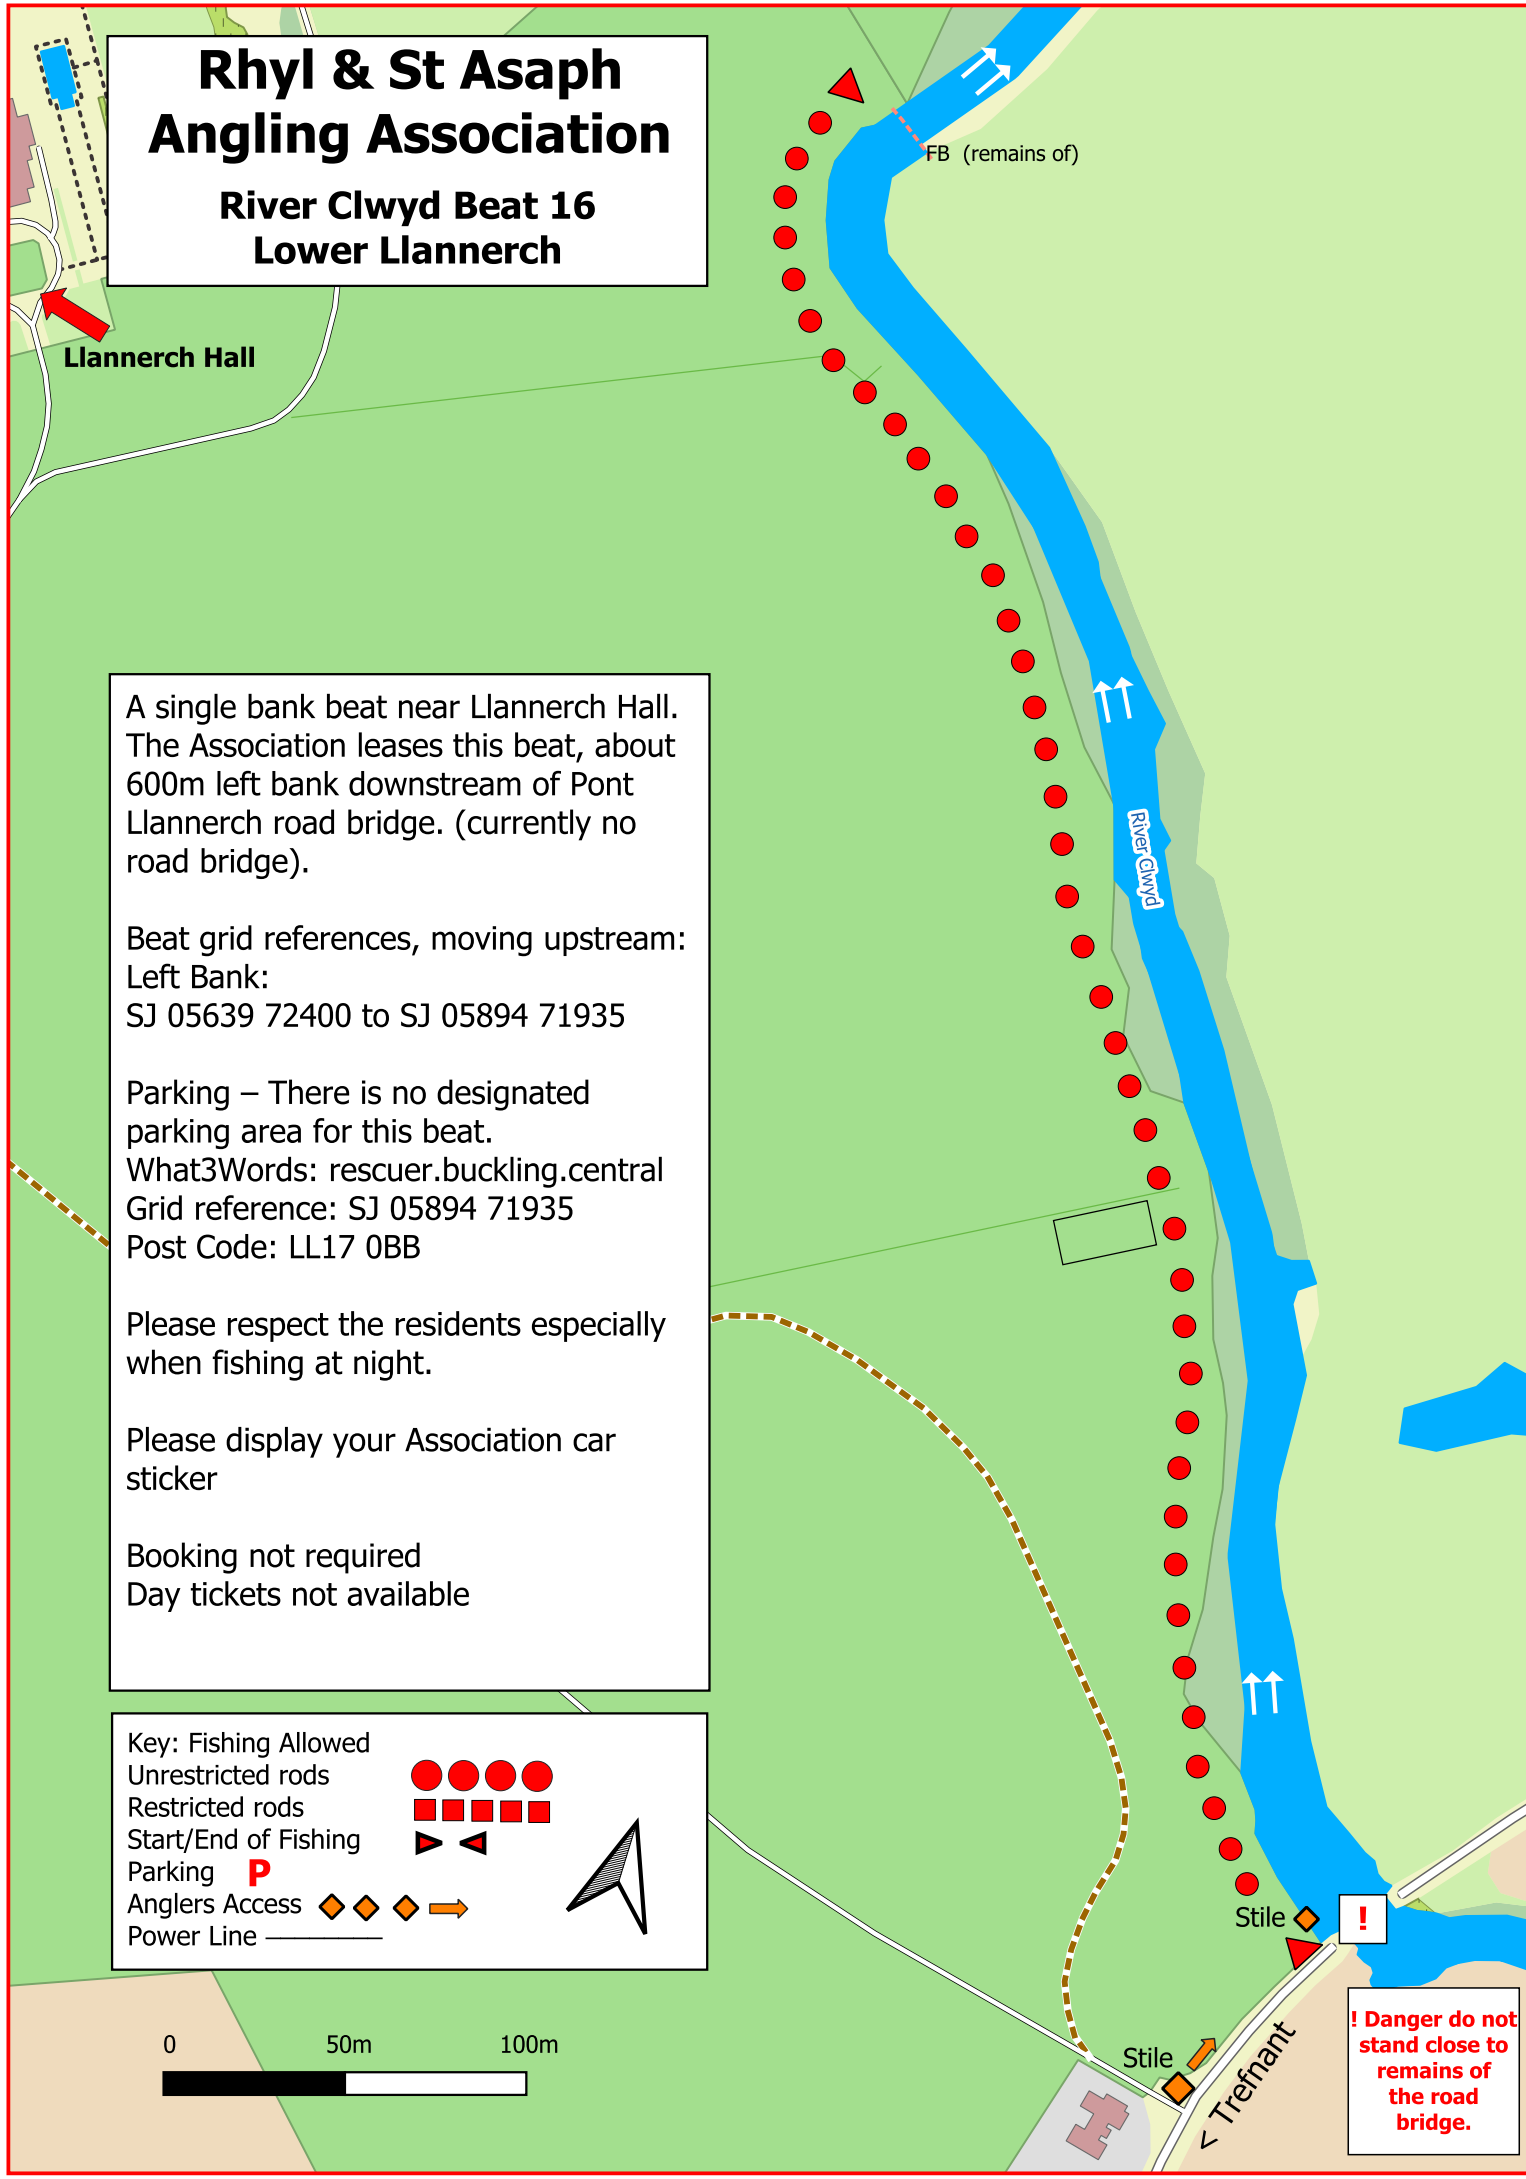 Rhyl & St Asaph
Angling Association
River Clwyd Beat 16
Lower Llannerch
FB (remains of)
Llannerch Hall
A single bank beat near Llannerch Hall.
The Association leases this beat, about
600m left bank downstream of Pont
Llannerch road bridge. (currently no
road bridge).
Beat grid references, moving upstream:
Left Bank:
SJ 05639 72400 to SJ 05894 71935
Parking – There is no designated
parking area for this beat.
What3Words: rescuer.buckling.central
Grid reference: SJ 05894 71935
Post Code: LL17 0BB
Please respect the residents especially
when fishing at night.
Please display your Association car
sticker
Booking not required
Day tickets not available
River Clwyd
Key: Fishing Allowed
Unrestricted rods
Restricted rods
Start/End of Fishing
Parking P
Anglers Access
Power Line
Stile
!
0 50m 100m
Stile
< Trefnant
! Danger do not
stand close to
remains of
the road
bridge.